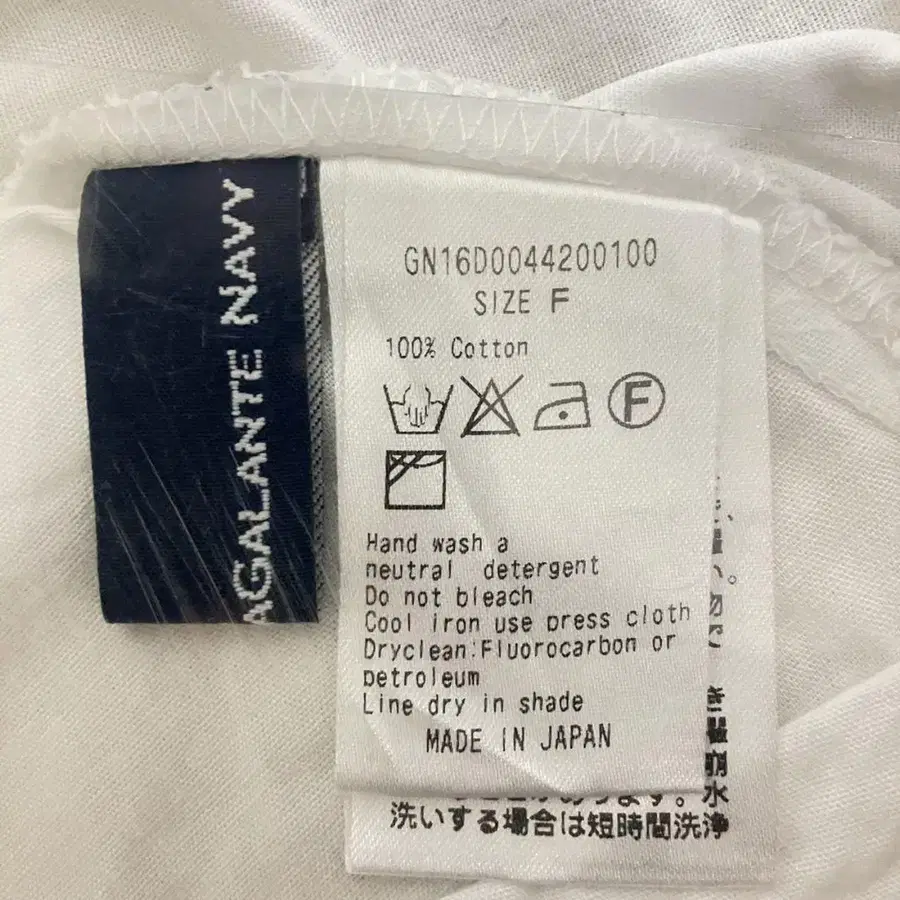 AGALANTE NAVY
GN16D0044200100
SIZE F
100% Cotton
F
Hand wash a
neutral detergent
Do not bleach
Cool iron use press cloth
Dryclean:Fluorocarbon or
petroleum
Line dry in shade
MADE IN JAPAN
水
洗いする場合は短時間洗浄